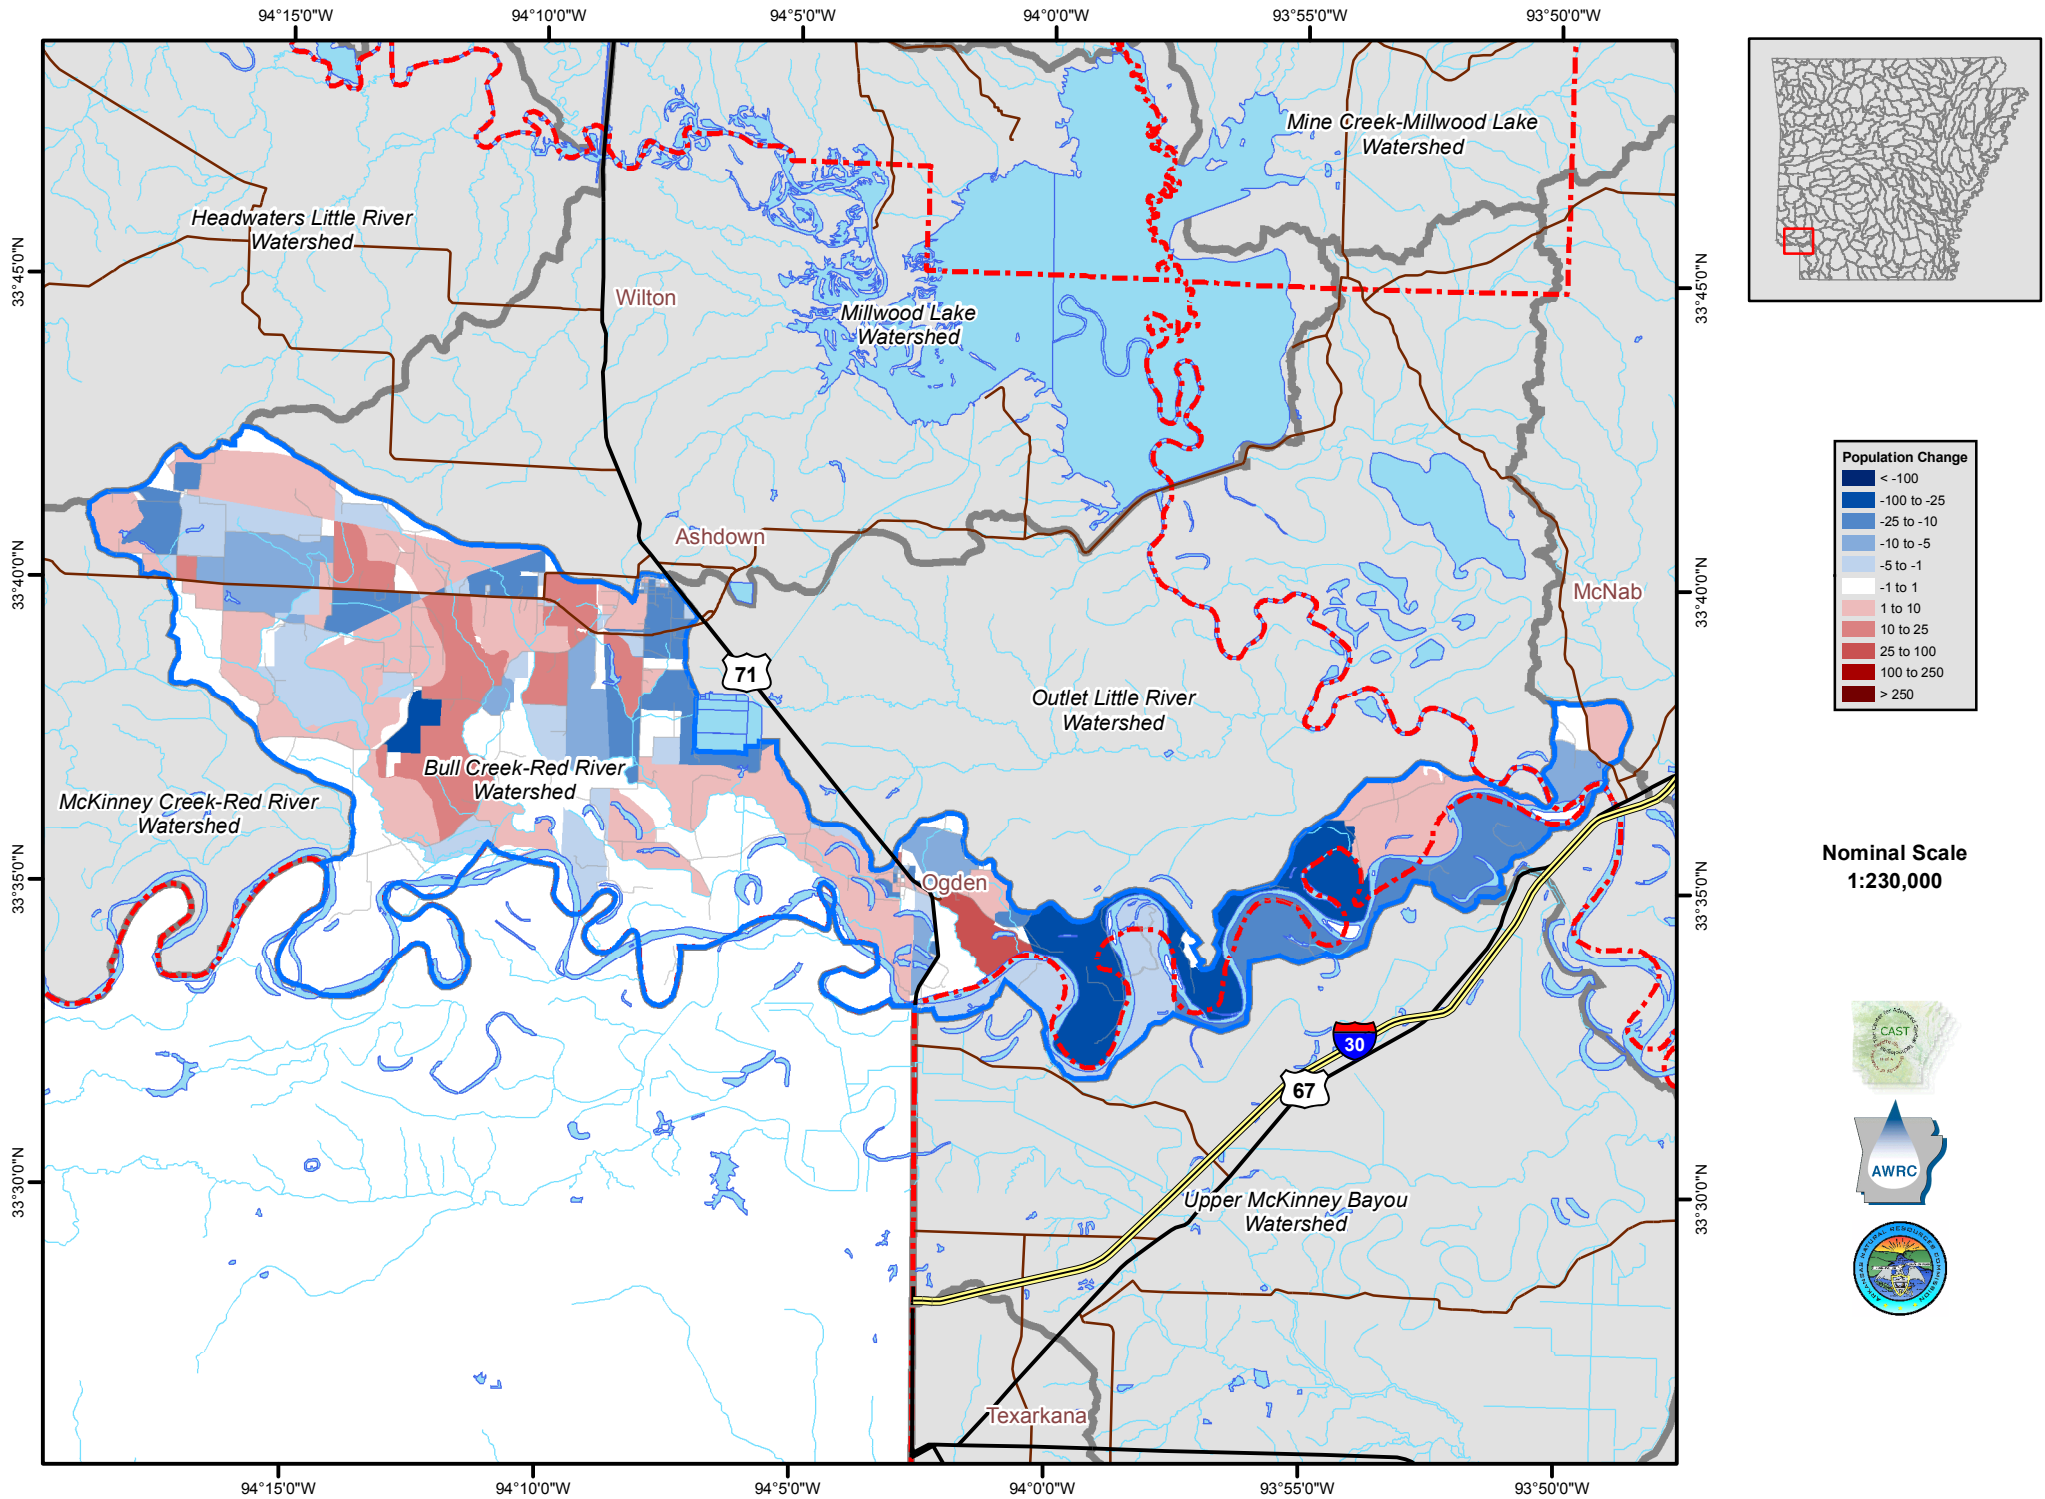 94°15'0"W
94°10'0"W
94°5'0"W
94°0'0"W
93°55'0"W
93°50'0"W
Mine Creek-Millwood Lake
Watershed
Headwaters Little River
Watershed
33°45'0"N
33°45'0"N
Wilton
Millwood Lake
Watershed
Population Change
< -100
-100 to -25
-25 to -10
-10 to -5
-5 to -1
-1 to 1
1 to 10
10 to 25
25 to 100
100 to 250
> 250
Ashdown
33°40'0"N
33°40'0"N
McNab
71
Outlet Little River
Watershed
Bull Creek-Red River
Watershed
McKinney Creek-Red River
Watershed
33°35'0"N
33°35'0"N
Ogden
Nominal Scale
1:230,000
30
67
CAST
AWRC
33°30'0"N
33°30'0"N
Upper McKinney Bayou
Watershed
ARKANSAS NATURAL RESOURCES COMMISSION
Texarkana
94°15'0"W
94°10'0"W
94°5'0"W
94°0'0"W
93°55'0"W
93°50'0"W